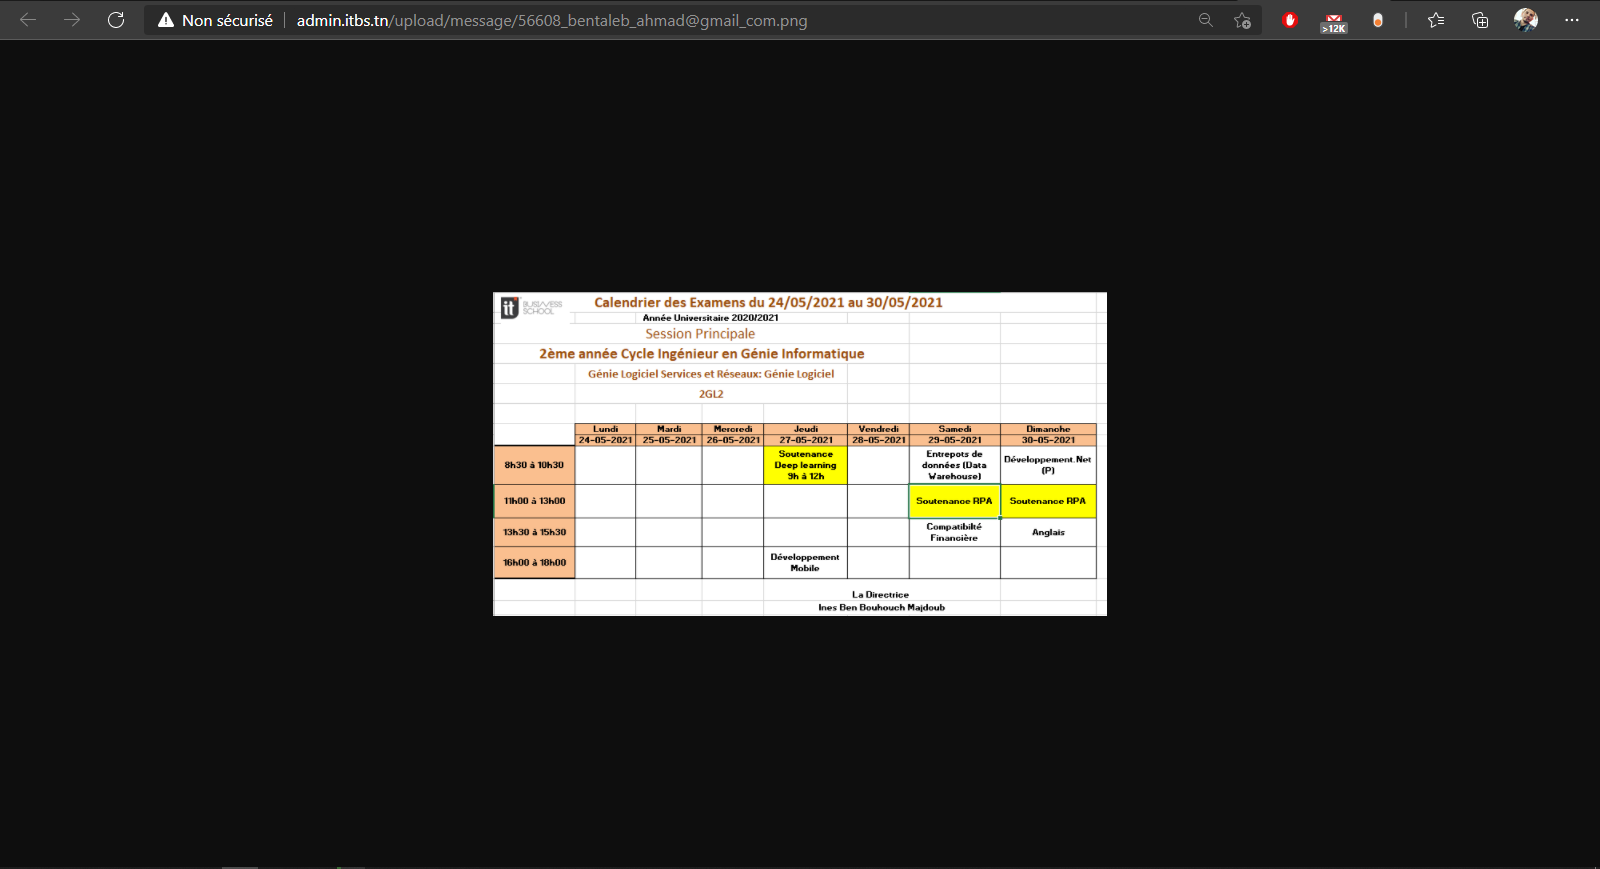 Non sécurisé admin.itbs.tn/upload/message/56608_bentaleb_ahmad@gmail_com.png
>12K
it BUSINESS SCHOOL
Calendrier des Examens du 24/05/2021 au 30/05/2021
Année Universitaire 2020/2021
Session Principale
2ème année Cycle Ingénieur en Génie Informatique
Génie Logiciel Services et Réseaux: Génie Logiciel
2GL2
Lundi Mardi Mercredi Jeudi Vendredi Samedi Dimanche
24-05-2021 25-05-2021 26-05-2021 27-05-2021 28-05-2021 29-05-2021 30-05-2021
8h30 à 10h30
Soutenance
Deep learning
9h à 12h
Entrepots de
données (Data
Warehouse)
Développement.Net
(P)
11h00 à 13h00 Soutenance RPA Soutenance RPA
13h30 à 15h30
Compatibilté
Financière
Anglais
16h00 à 18h00
Développement
Mobile
La Directrice
Ines Ben Bouhouch Majdoub